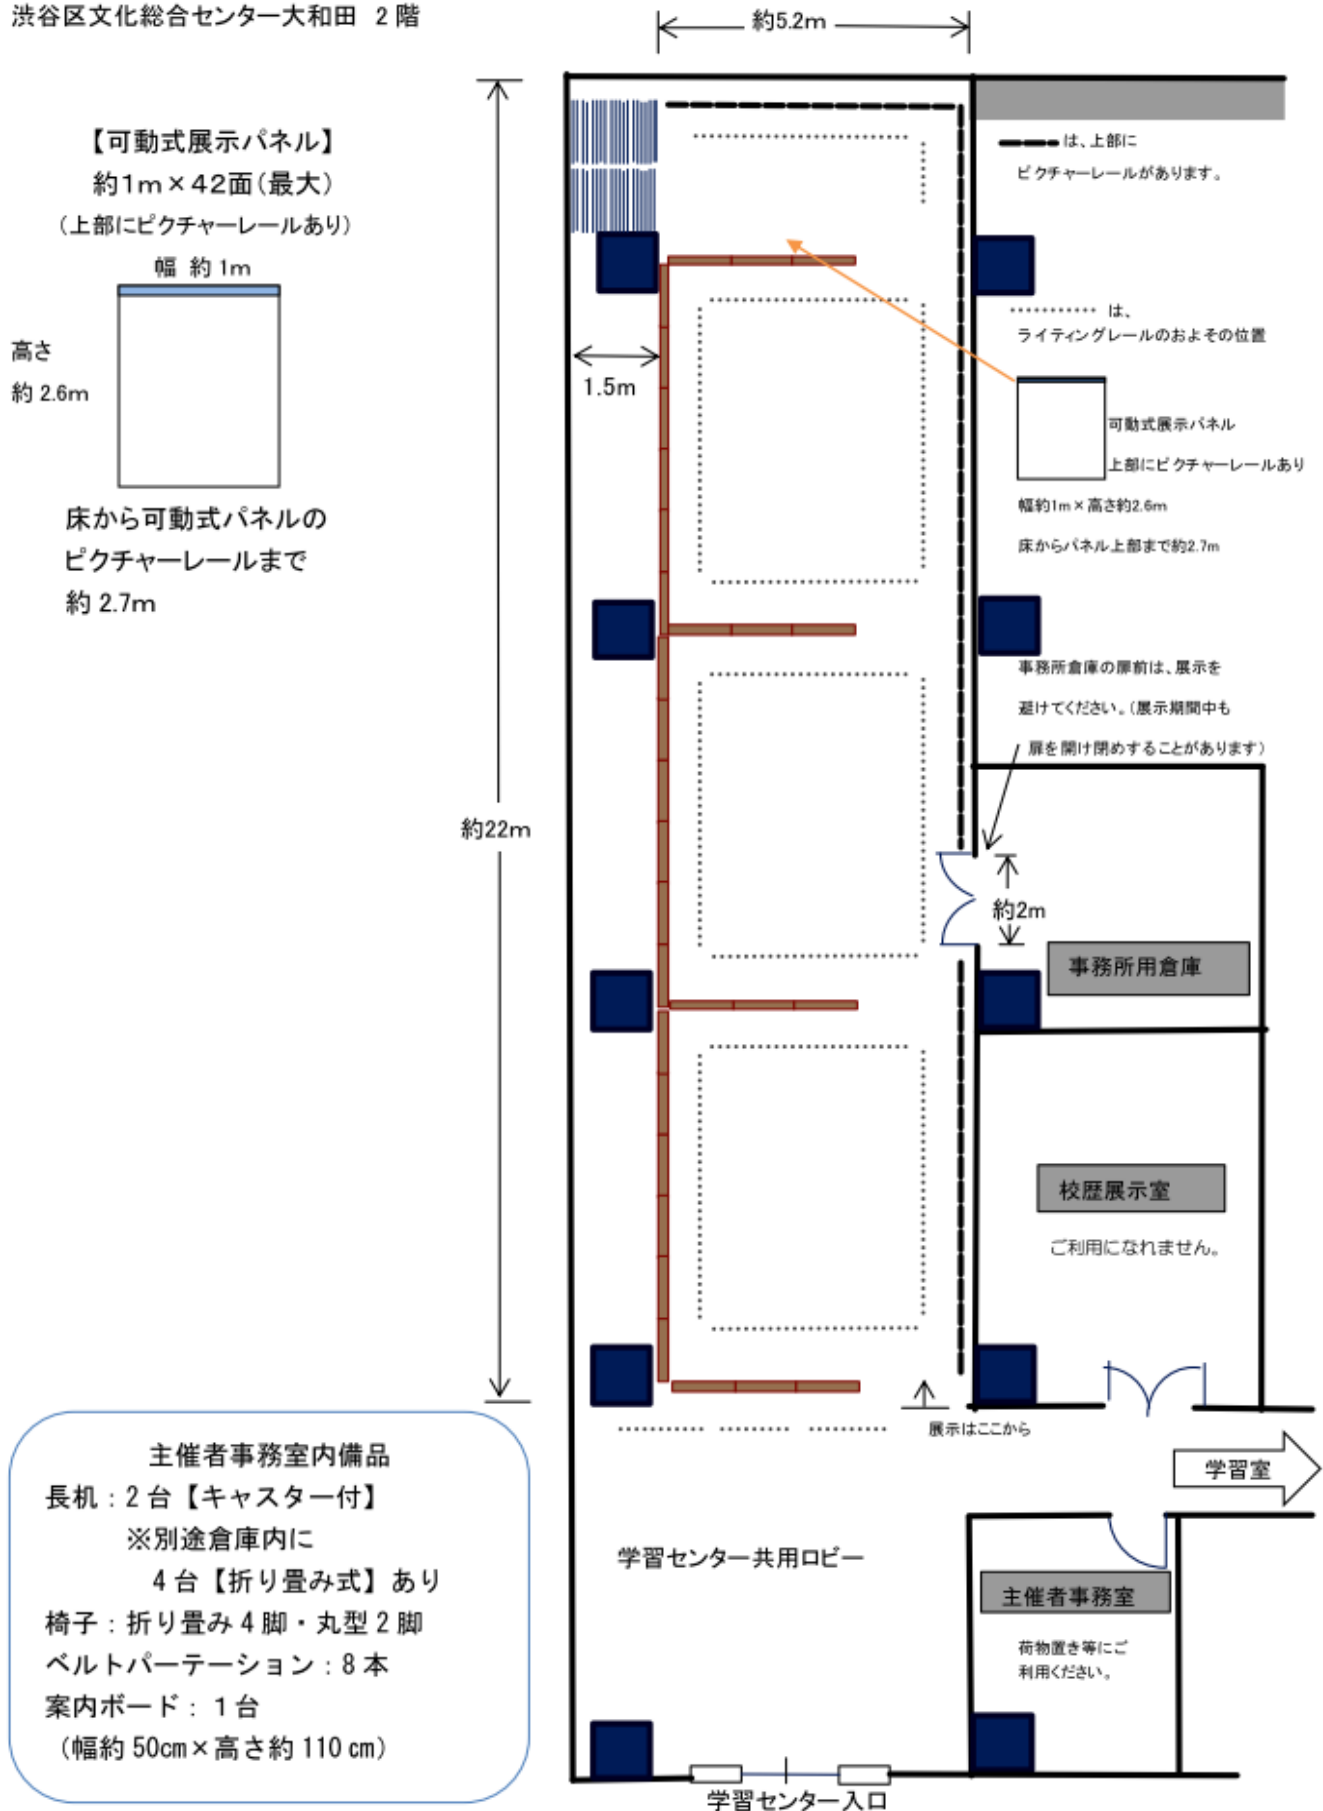 渋谷区文化総合センター大和田 2階
約5.2m
【可動式展示パネル】
約1m×42面(最大)
(上部にピクチャーレールあり)
幅 約1m
高さ
約2.6m
床から可動式パネルの
ピクチャーレールまで
約2.7m
は、上部に
ピクチャーレールがあります。
は、
ライティングレールのおよその位置
1.5m
可動式展示パネル
上部にピクチャーレールあり
幅約1m×高さ約2.6m
床からパネル上部まで約2.7m
事務所倉庫の扉前は、展示を
避けてください。(展示期間中も
扉を開け閉めすることがあります)
約22m
約2m
事務所用倉庫
校歴展示室
ご利用になれません。
展示はここから
学習室
主催者事務室内備品
長机:2台【キャスター付】
※別途倉庫内に
4台【折り畳み式】あり
椅子:折り畳み4脚・丸型2脚
ベルトパーテーション:8本
案内ボード: 1台
(幅約50cm×高さ約110cm)
学習センター共用ロビー
主催者事務室
荷物置き等にご
利用ください。
学習センター入口